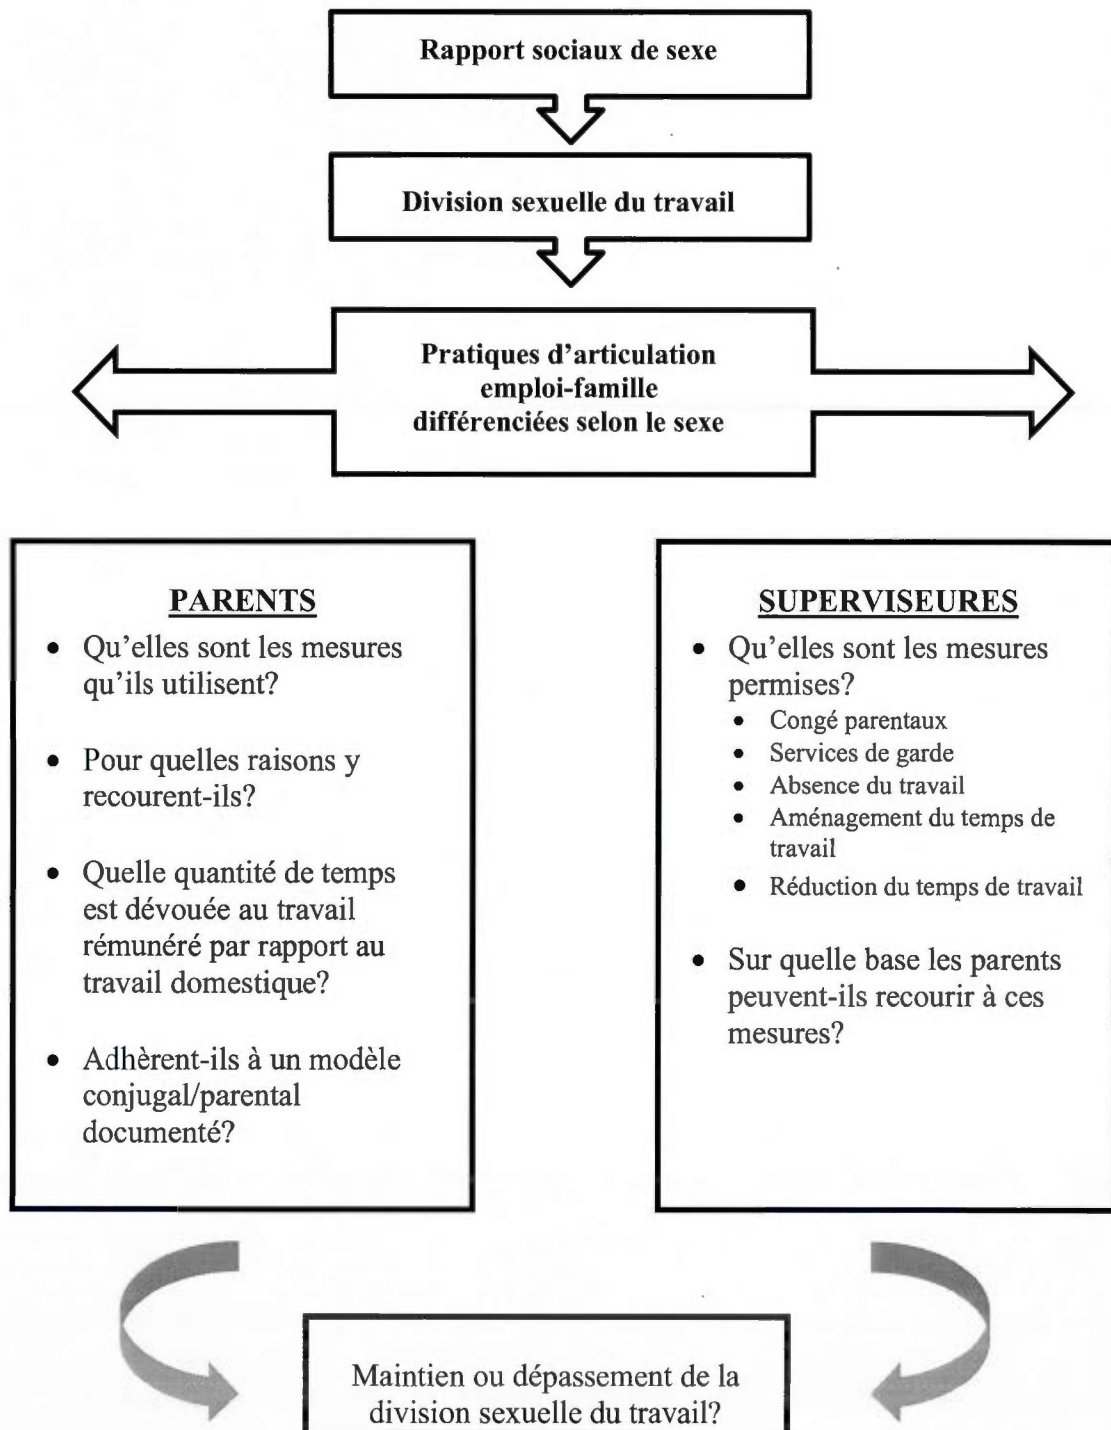 Rapport sociaux de sexe
Division sexuelle du travail
Pratiques d'articulation
emploi-famille
différenciées selon le sexe
PARENTS
• Qu'elles sont les mesures
qu'ils utilisent?
• Pour quelles raisons y
recourent-ils?
• Quelle quantité de temps
est dévouée au travail
rémunéré par rapport au
travail domestique?
• Adhèrent-ils à un modèle
conjugal/parental
documenté?
SUPERVISEURES
• Qu'elles sont les mesures
permises?
• Congé parentaux
• Services de garde
• Absence du travail
• Aménagement du temps de
travail
• Réduction du temps de travail
• Sur quelle base les parents
peuvent-ils recourir à ces
mesures?
Maintien ou dépassement de la
division sexuelle du travail?